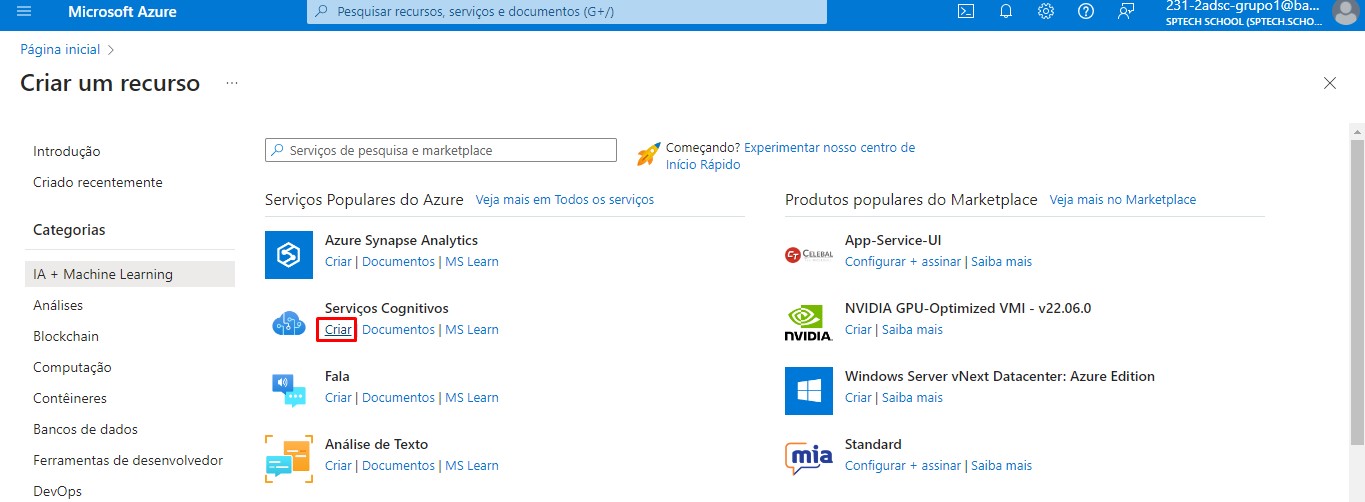 Microsoft Azure
Pesquisar recursos, serviços e documentos (G+/)
231-2adsc-grupo1@ba...
SPTECH SCHOOL (SPTECH.SCHO...
Página inicial
Criar um recurso
Introdução
Criado recentemente
Categorias
IA + Machine Learning
Análises
Blockchain
Computação
Contêineres
Bancos de dados
Ferramentas de desenvolvedor
DevOps
Serviços de pesquisa e marketplace
Começando? Experimentar nosso centro de
Início Rápido
Serviços Populares do Azure Veja mais em Todos os serviços
Azure Synapse Analytics
Criar | Documentos | MS Learn
Serviços Cognitivos
Criar | Documentos | MS Learn
Fala
Criar | Documentos | MS Learn
Análise de Texto
Criar | Documentos | MS Learn
Produtos populares do Marketplace Veja mais no Marketplace
CT CELEBAL
App-Service-UI
Configurar + assinar | Saiba mais
NVIDIA.
NVIDIA GPU-Optimized VMI - v22.06.0
Criar | Saiba mais
Windows Server vNext Datacenter: Azure Edition
Criar | Saiba mais
mia
Standard
Configurar + assinar | Saiba mais